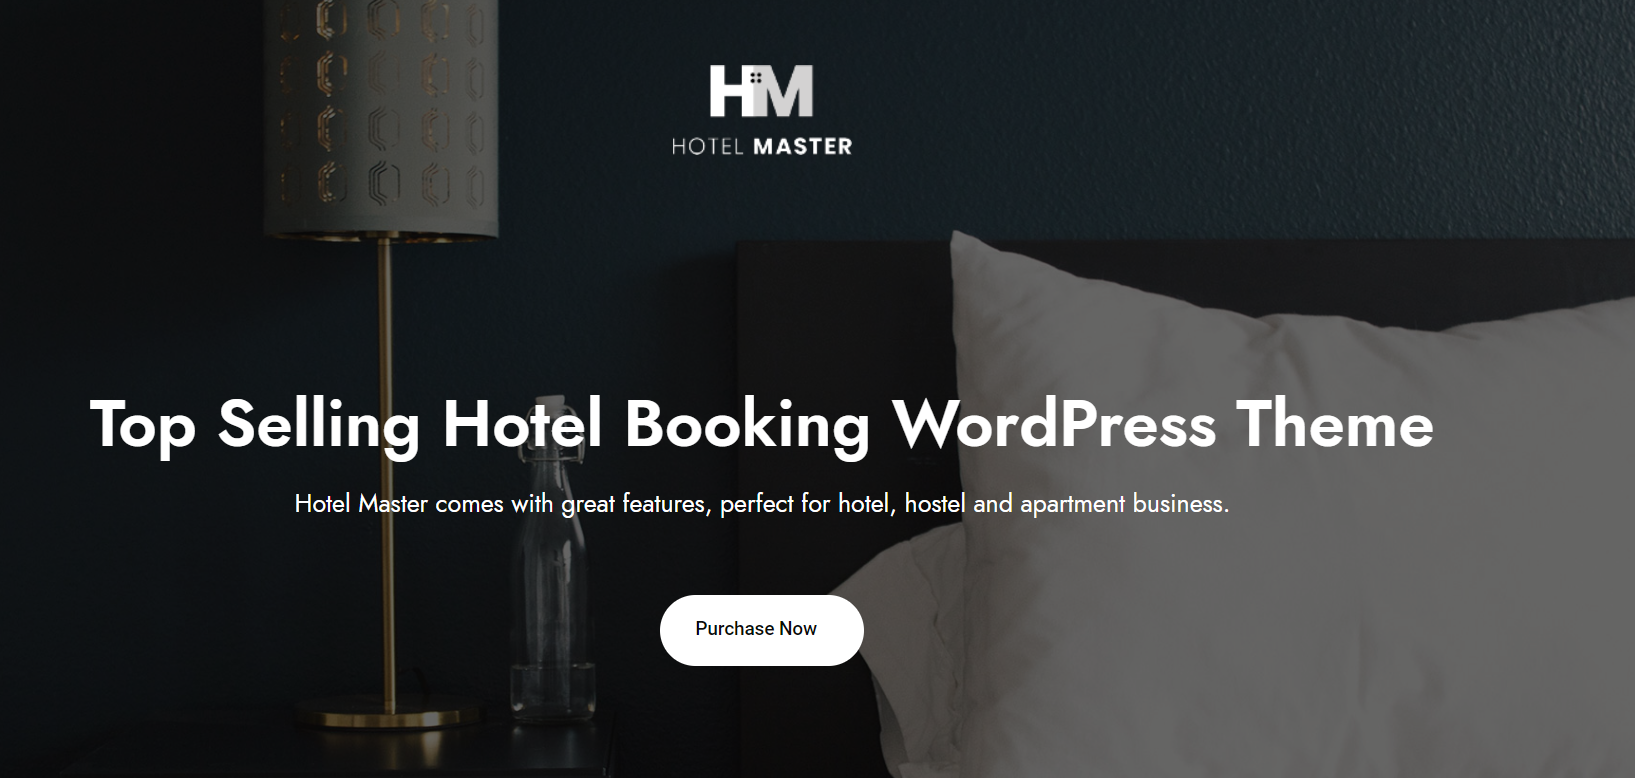 HM
HOTEL MASTER
Top Selling Hotel Booking WordPress Theme
Hotel Master comes with great features, perfect for hotel, hostel and apartment business.
Purchase Now